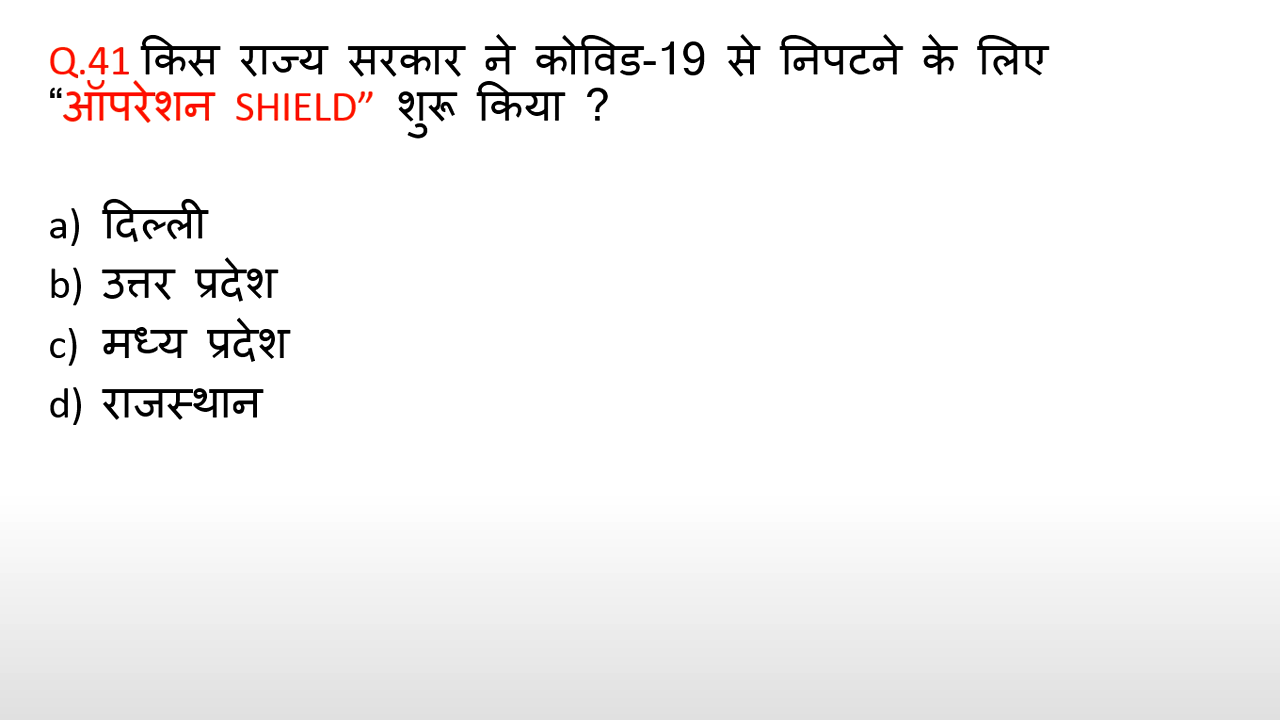 Q.41 किस राज्य सरकार ने कोविड-19 से निपटने के लिए
“ऑपरेशन SHIELD” शुरू किया ?
a) दिल्ली
b) उत्तर प्रदेश
c) मध्य प्रदेश
d) राजस्थान